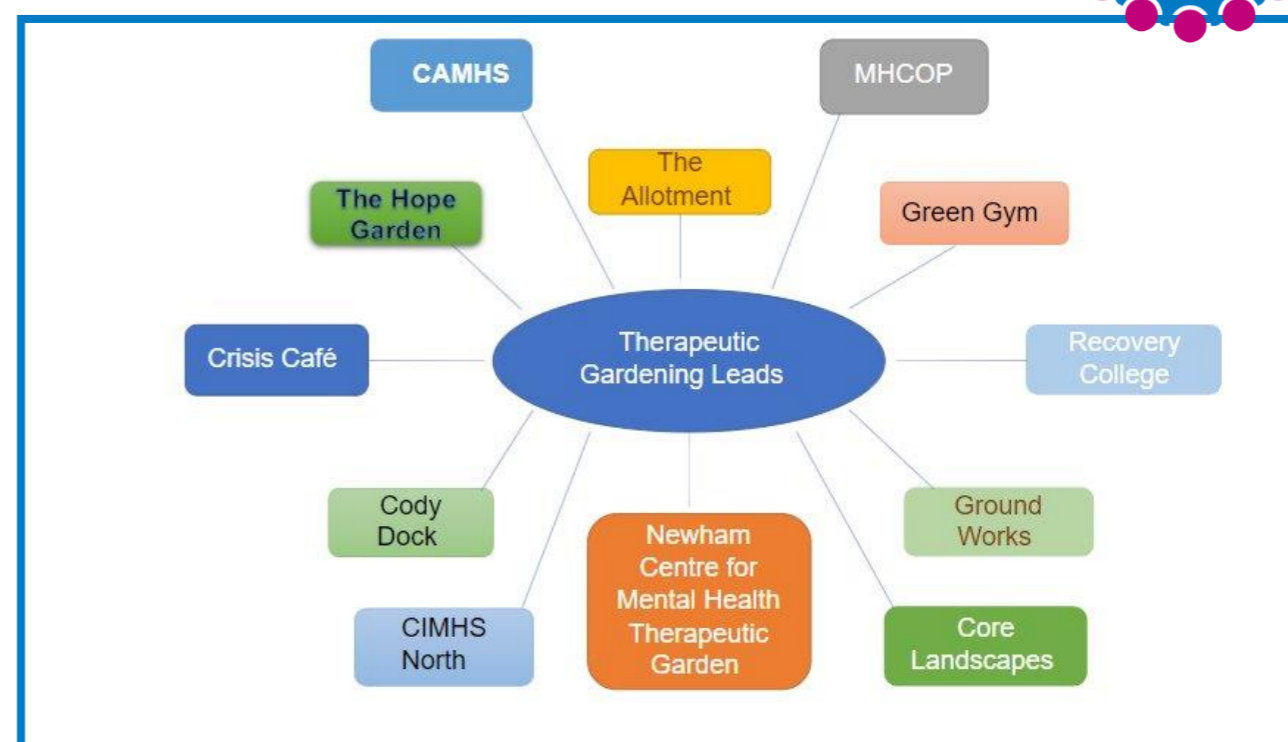 CAMHS
MHCOP
The
Allotment
The Hope
Garden
Green Gym
Therapeutic
Gardening Leads
Crisis Café
Recovery
College
Cody
Dock
Ground
Works
Newham
Centre for
Mental Health
Therapeutic
Garden
CIMHS
North
Core
Landscapes